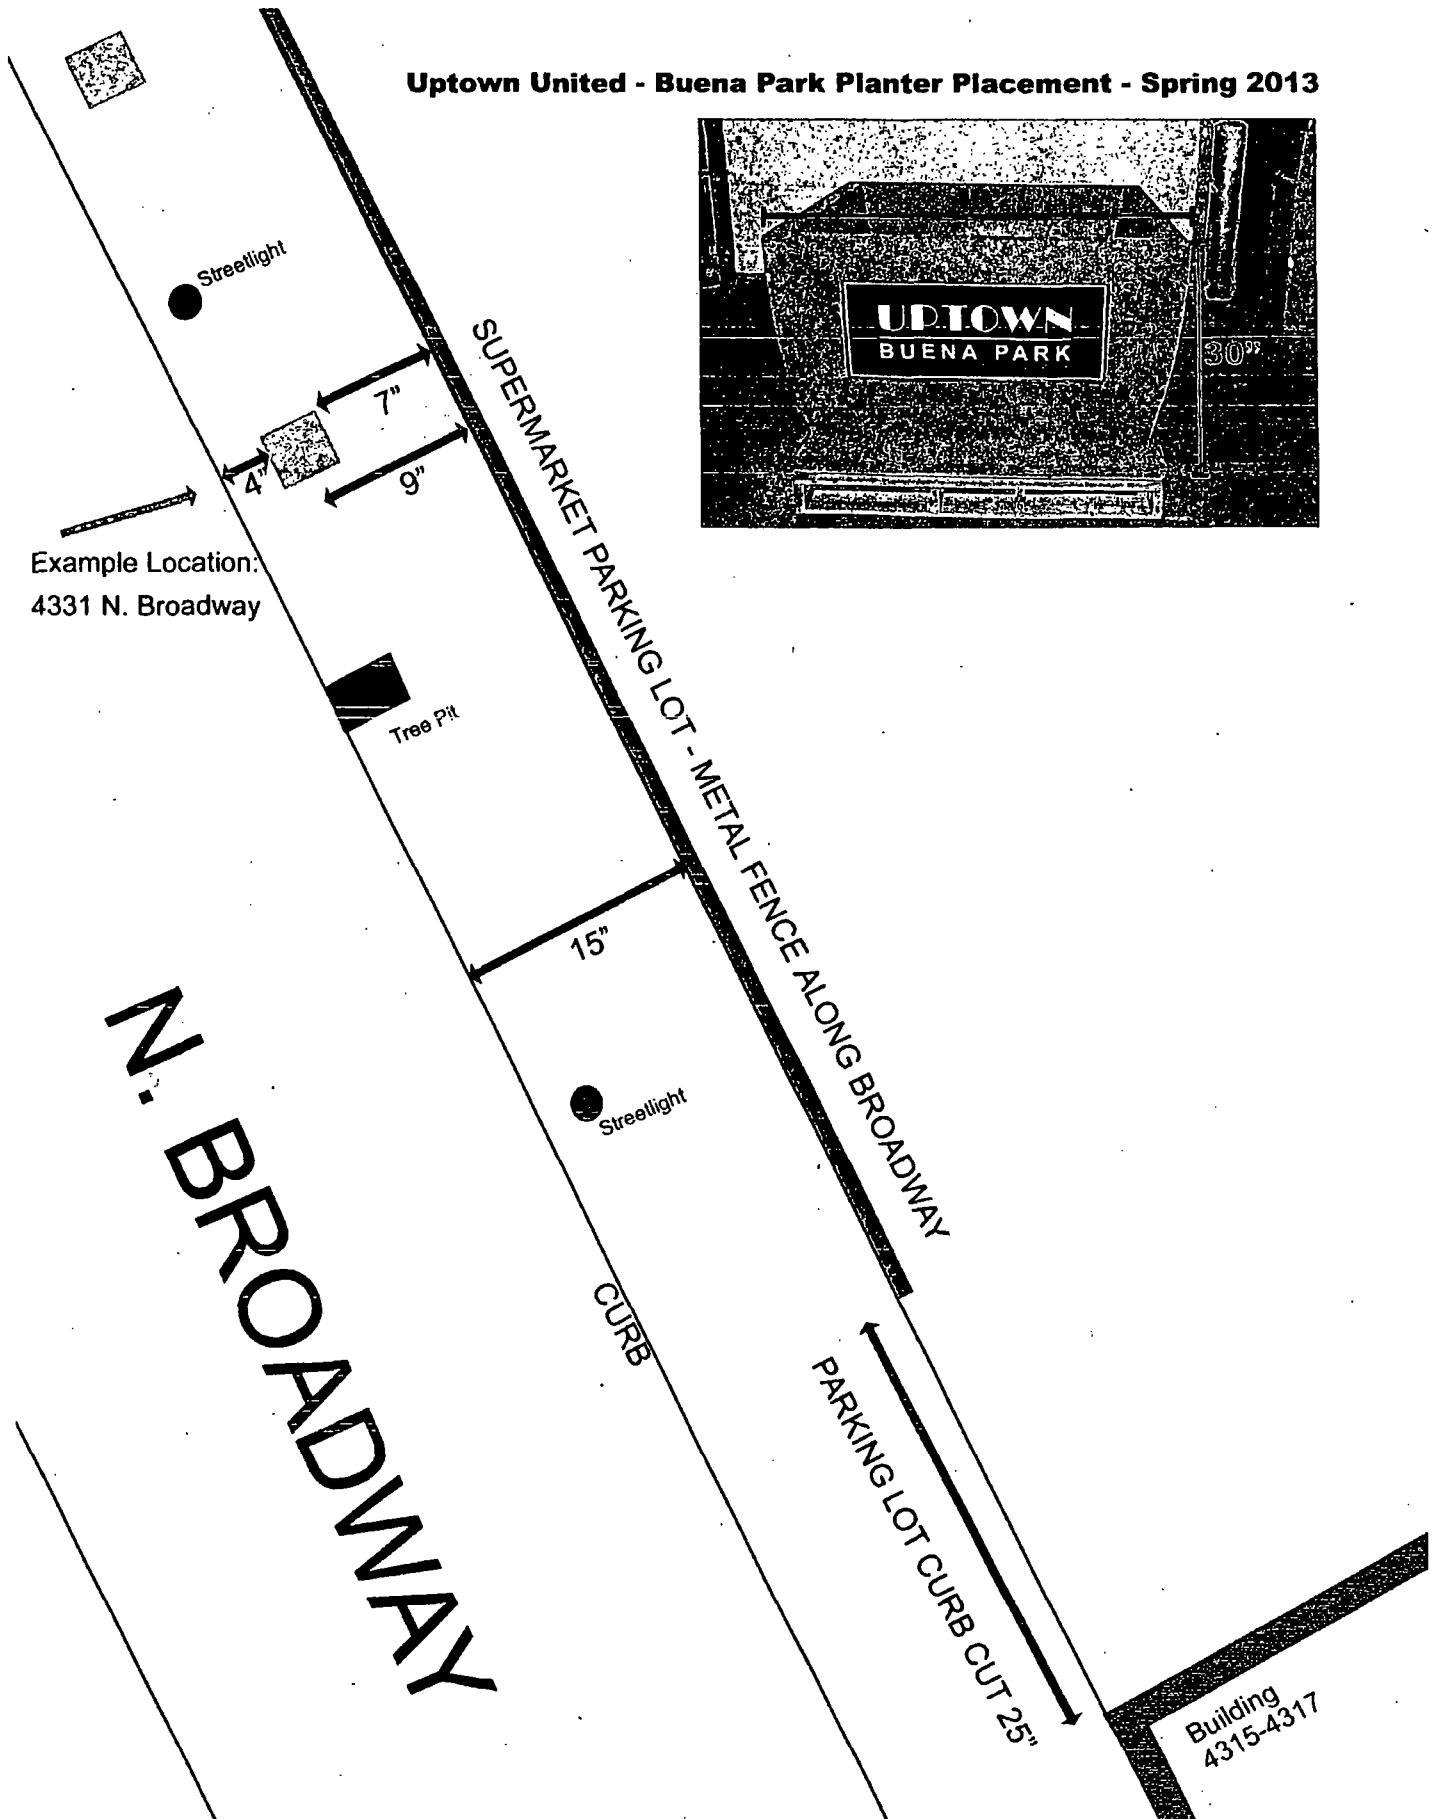 Uptown United - Buena Park Planter Placement - Spring 2013
UPTOWN
BUENA PARK
30"
Streetlight
7"
9"
4"
SUPERMARKET PARKING LOT - METAL FENCE ALONG BROADWAY
Example Location:
4331 N. Broadway
Tree Pit
15"
N. BROADWAY
Streetlight
CURB
PARKING LOT CURB CUT 25"
Building
4315-4317